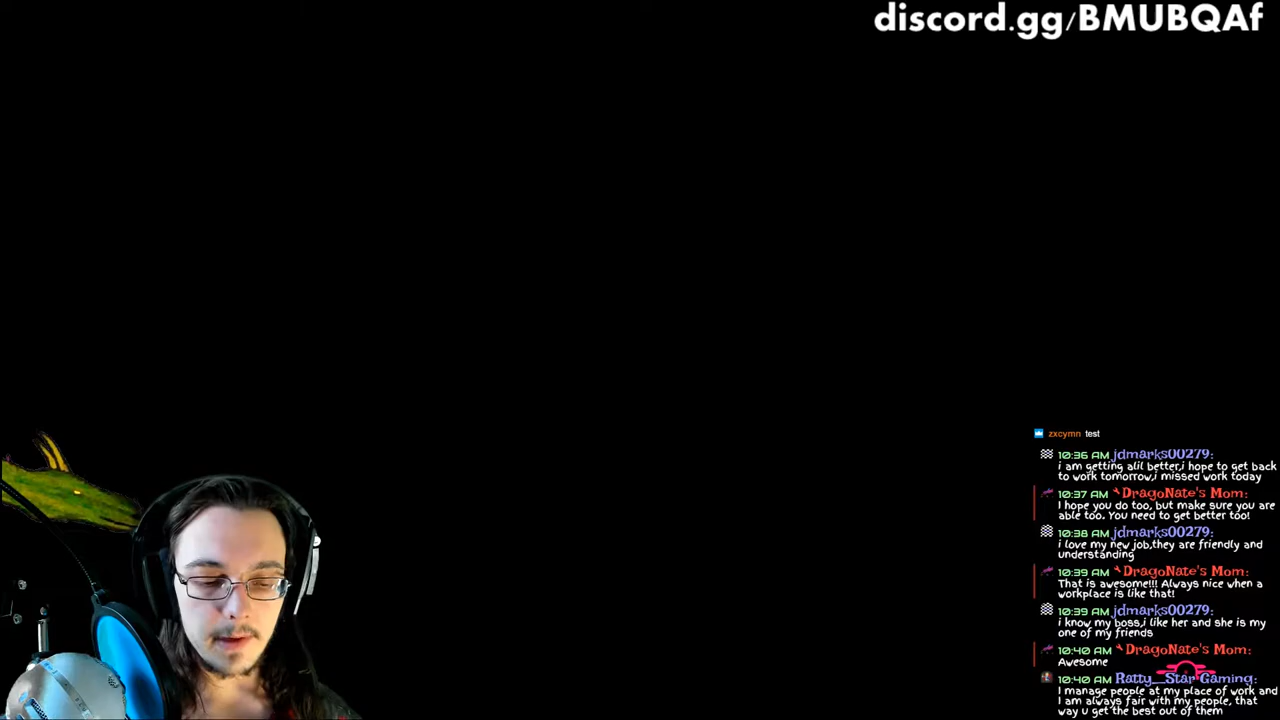 discord.gg/BMUBQAf
zxcymn test
10:36 AM jdmarks00279:
i am getting alil better,i hope to get back
to work tomorrow,i missed work today
10:37 AM DragoNate's Mom:
I hope you do too, but make sure you are
able too. You need to get better too!
10:38 AM jdmarks00279:
i love my new job,they are friendly and
understanding
10:39 AM DragoNate's Mom:
That is awesome!!! Always nice when a
workplace is like that!
10:39 AM jdmarks00279:
i know my boss,i like her and she is my
one of my friends
10:40 AM DragoNate's Mom:
Awesome
10:40 AM Ratty_Star Gaming:
I manage people at my place of work and
I am always fair with my people, that
way u get the best out of them